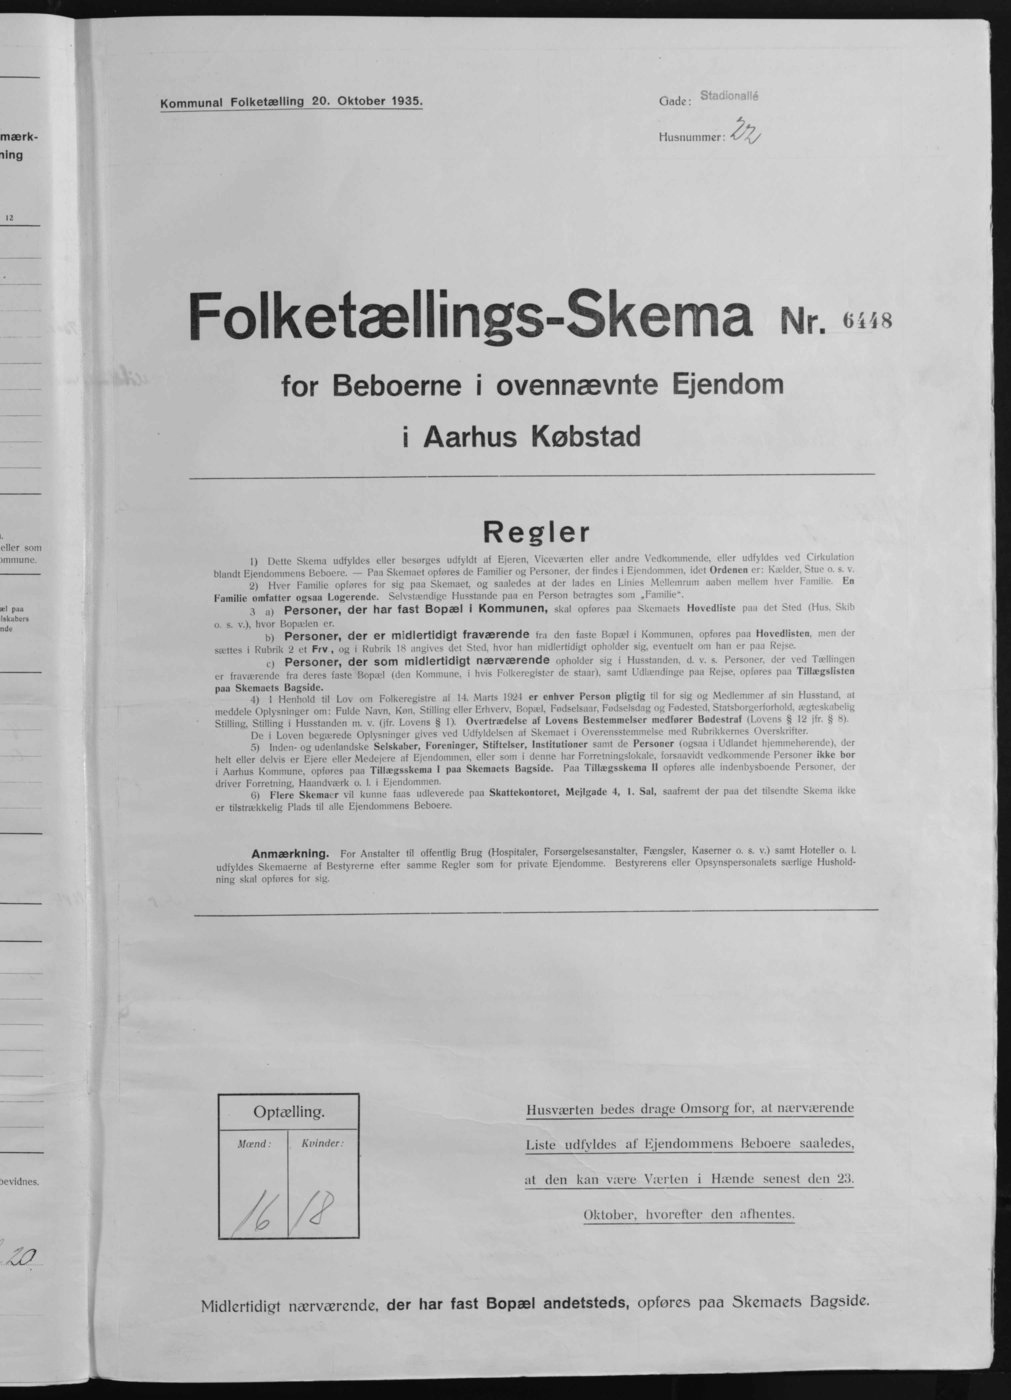 mærk-
ning
12
eller som
ommune.
æl paa
lskabers
nde
bevidnes.
20
Kommunal Folketælling 20. Oktober 1935.
Gade: Stadionallé
Husnummer: 22
Folketællings-Skema Nr. 6448
for Beboerne i ovennævnte Ejendom
i Aarhus Købstad
Regler
1) Dette Skema udfyldes eller besørges udfyldt af Ejeren, Viceværten eller andre Vedkommende, eller udfyldes ved Cirkulation
blandt Ejendommens Beboere. — Paa Skemaet opføres de Familier og Personer, der findes i Ejendommen, idet Ordenen er: Kælder, Stue o. s. v.
2) Hver Familie opføres for sig paa Skemaet, og saaledes at der lades en Linies Mellemrum aaben mellem hver Familie. En
Familie omfatter ogsaa Logerende. Selvstændige Husstande paa en Person betragtes som „Familie“.
3 a) Personer, der har fast Bopæl i Kommunen, skal opføres paa Skemaets Hovedliste paa det Sted (Hus, Skib
o. s. v.), hvor Bopælen er.
b) Personer, der er midlertidigt fraværende fra den faste Bopæl i Kommunen, opføres paa Hovedlisten, men der
sættes i Rubrik 2 et Frv., og i Rubrik 18 angives det Sted, hvor han midlertidigt opholder sig, eventuelt om han er paa Rejse.
c) Personer, der som midlertidigt nærværende opholder sig i Husstanden, d. v. s. Personer, der ved Tællingen
er fraværende fra deres faste Bopæl (den Kommune, i hvis Folkeregister de staar), samt Udlændinge paa Rejse, opføres paa Tillægslisten
paa Skemaets Bagside.
4) I Henhold til Lov om Folkeregistre af 14. Marts 1924 er enhver Person pligtig til for sig og Medlemmer af sin Husstand, at
meddele Oplysninger om: Fulde Navn, Køn, Stilling eller Erhverv, Bopæl, Fødselsaar, Fødselsdag og Fødested, Statsborgerforhold, ægteskabelig
Stilling, Stilling i Husstanden m. v. (jfr. Lovens § 1). Overtrædelse af Lovens Bestemmelser medfører Bødestraf (Lovens § 12 jfr. § 8).
De i Loven begærede Oplysninger gives ved Udfyldelsen af Skemaet i Overensstemmelse med Rubrikkernes Overskrifter.
5) Inden- og udenlandske Selskaber, Foreninger, Stiftelser, Institutioner samt de Personer (ogsaa i Udlandet hjemmehørende), der
helt eller delvis er Ejere eller Medejere af Ejendommen, eller som i denne har Forretningslokale, forsaavidt vedkommende Personer ikke bor
i Aarhus Kommune, opføres paa Tillægsskema I paa Skemaets Bagside. Paa Tillægsskema II opføres alle indenbysboende Personer, der
driver Forretning, Haandværk o. l. i Ejendommen.
6) Flere Skemaer vil kunne faas udleverede paa Skattekontoret, Mejlgade 4, 1. Sal, saafremt der paa det tilsendte Skema ikke
er tilstrækkelig Plads til alle Ejendommens Beboere.
Anmærkning. For Anstalter til offentlig Brug (Hospitaler, Forsørgelsesanstalter, Fængsler, Kaserner o. s. v.) samt Hoteller o. l.
udfyldes Skemaerne af Bestyrerne efter samme Regler som for private Ejendomme. Bestyrerens eller Opsynspersonalets særlige Hushold-
ning skal opføres for sig.
Optælling.
Mænd: Kvinder:
16 18
Husværten bedes drage Omsorg for, at nærværende
Liste udfyldes af Ejendommens Beboere saaledes,
at den kan være Værten i Hænde senest den 23.
Oktober, hvorefter den afhentes.
Midlertidigt nærværende, der har fast Bopæl andetsteds, opføres paa Skemaets Bagside.